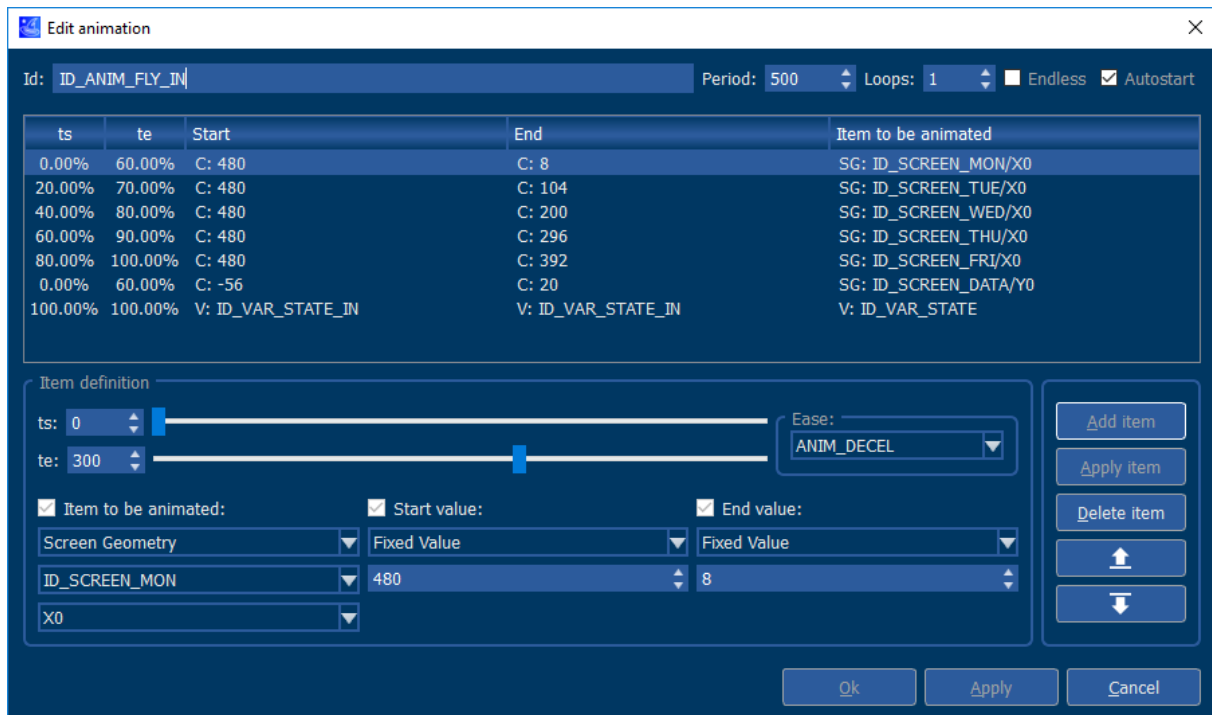 Edit animation
Id: ID_ANIM_FLY_IN Period: 500 Loops: 1 Endless Autostart
ts te Start End Item to be animated
0.00% 60.00% C: 480 C: 8 SG: ID_SCREEN_MON/X0
20.00% 70.00% C: 480 C: 104 SG: ID_SCREEN_TUE/X0
40.00% 80.00% C: 480 C: 200 SG: ID_SCREEN_WED/X0
60.00% 90.00% C: 480 C: 296 SG: ID_SCREEN_THU/X0
80.00% 100.00% C: 480 C: 392 SG: ID_SCREEN_FRI/X0
0.00% 60.00% C: -56 C: 20 SG: ID_SCREEN_DATA/Y0
100.00% 100.00% V: ID_VAR_STATE_IN V: ID_VAR_STATE_IN V: ID_VAR_STATE
Item definition
ts: 0
te: 300
Ease:
ANIM_DECEL
Item to be animated: Start value: End value:
Screen Geometry Fixed Value Fixed Value
ID_SCREEN_MON 480 8
X0
Add item
Apply item
Delete item
Ok Apply Cancel